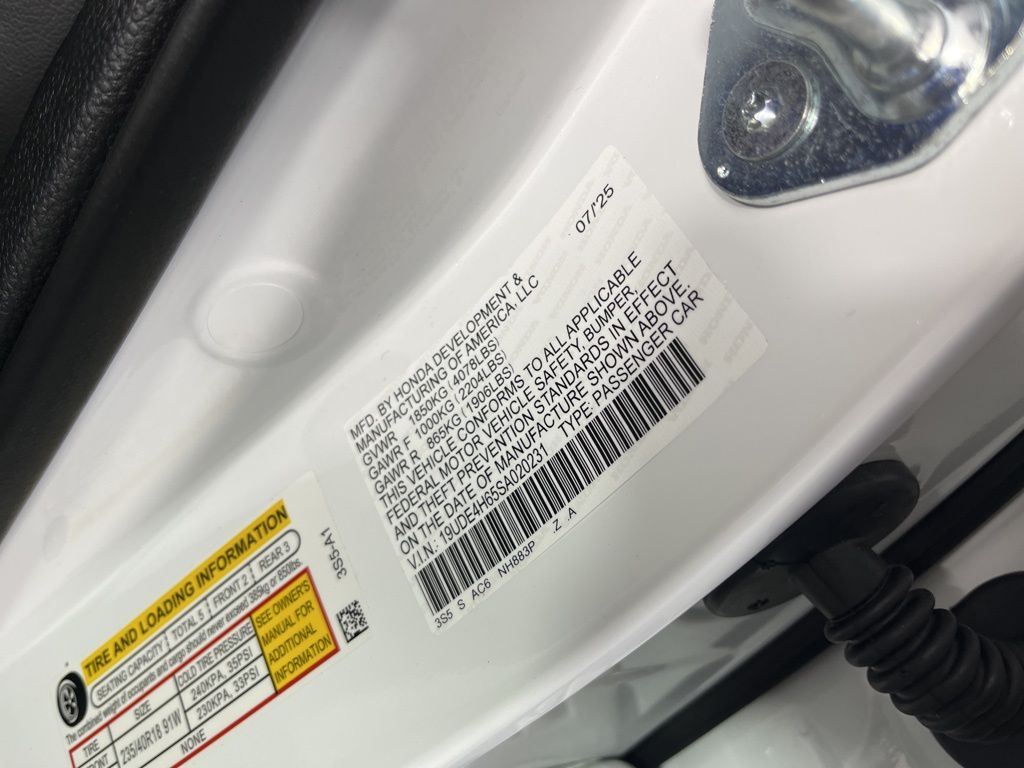 07/'25
MFD. BY HONDA DEVELOPMENT &
MANUFACTURING OF AMERICA, LLC
GVWR 1850KG (4078LBS)
GAWR F 1000KG (2204LBS)
GAWR R 865KG (1906LBS)
THIS VEHICLE CONFORMS TO ALL APPLICABLE
FEDERAL MOTOR VEHICLE SAFETY, BUMPER,
AND THEFT PREVENTION STANDARDS IN EFFECT
ON THE DATE OF MANUFACTURE SHOWN ABOVE.
V.I.N: 19UDE4H65SA020231 TYPE:PASSENGER CAR
3S5 S AC6 NH883P Z A
TIRE AND LOADING INFORMATION
SEATING CAPACITY TOTAL 5 FRONT 2 REAR 3
The combined weight of occupants and cargo should never exceed 385kg or 850lbs.
TIRE SIZE COLD TIRE PRESSURE
FRONT 235/40R18 91W 240KPA, 35PSI
230KPA, 33PSI
NONE
SEE OWNER'S
MANUAL FOR
ADDITIONAL
INFORMATION
3S5-A1